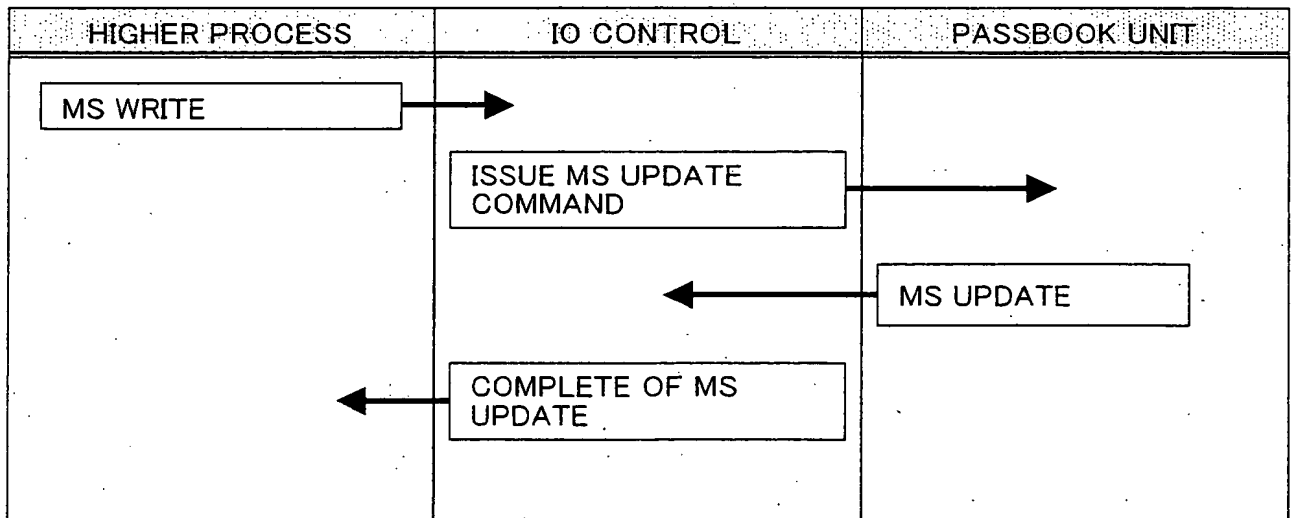 HIGHER PROCESS
IO CONTROL
PASSBOOK UNIT
MS WRITE
ISSUE MS UPDATE
COMMAND
MS UPDATE
COMPLETE OF MS
UPDATE